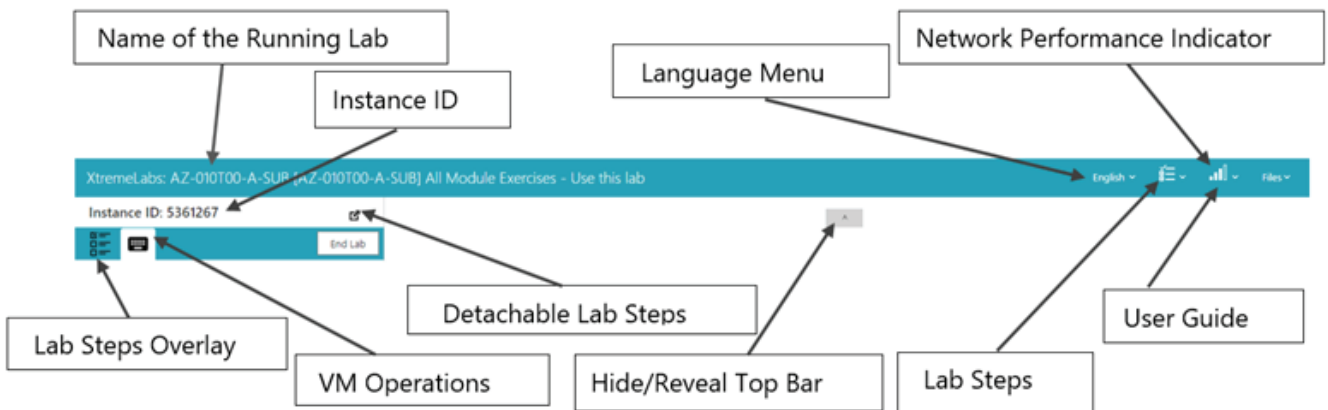 Name of the Running Lab
Network Performance Indicator
Language Menu
Instance ID
XtremeLabs: AZ-010T00-A-SUB [AZ-010T00-A-SUB] All Module Exercises - Use this lab
English
Files
Instance ID: 5361267
End Lab
Detachable Lab Steps
User Guide
Lab Steps Overlay
VM Operations
Hide/Reveal Top Bar
Lab Steps